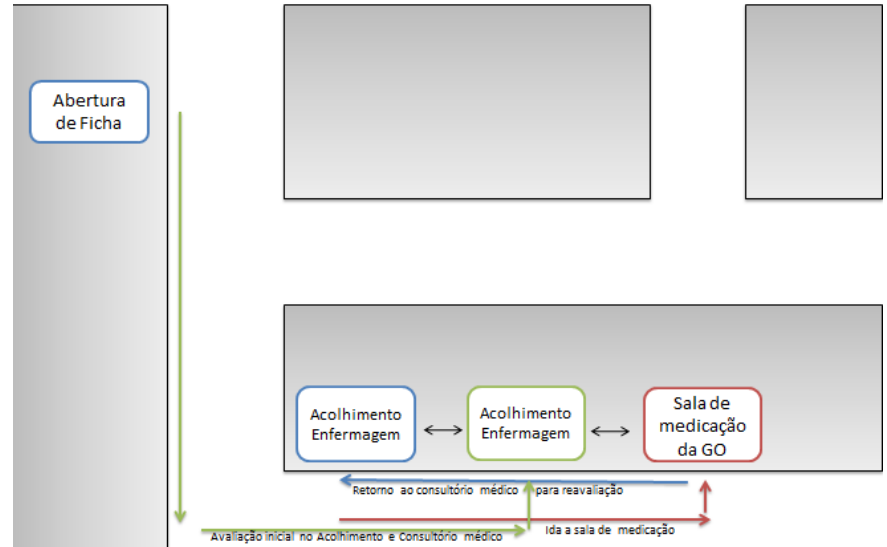 Abertura
de Ficha
Acolhimento
Enfermagem
Acolhimento
Enfermagem
Sala de
medicação
da GO
Retorno ao consultório médico para reavaliação
Avaliação inicial no Acolhimento e Consultório médico
Ida a sala de medicação